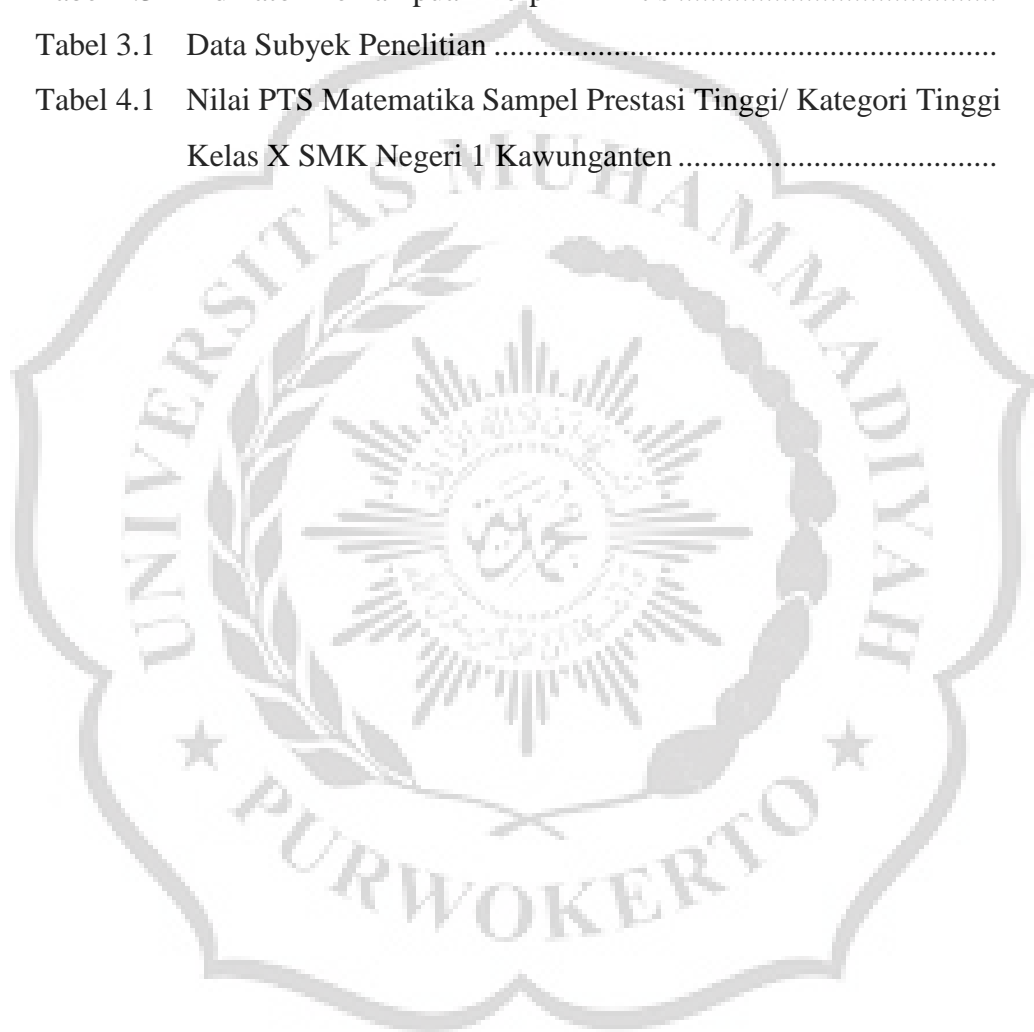 Tabel 3.1 Data Subyek Penelitian ................................................................
Tabel 4.1 Nilai PTS Matematika Sampel Prestasi Tinggi/ Kategori Tinggi
Kelas X SMK Negeri 1 Kawunganten ........................................
UNIVERSITAS MUHAMMADIYAH
PURWOKERTO